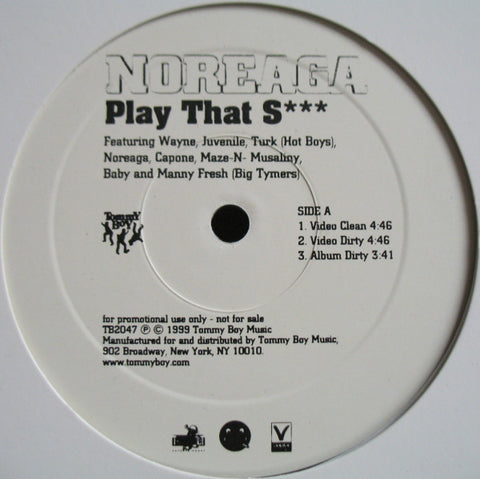 NOREAGA
Play That S***
Featuring Wayne, Juvenile, Turk (Hot Boys),
Noreaga, Capone, Maze-N- Musaliny,
Baby and Manny Fresh (Big Tymers)
Tommy
Boy
SIDE A
1. Video Clean 4:46
2. Video Dirty 4:46
3. Album Dirty 3:41
for promotional use only - not for sale
TB2047 ℗ © 1999 Tommy Boy Music
Manufactured for and distributed by Tommy Boy Music,
902 Broadway, New York, NY 10010.
www.tommyboy.com
V